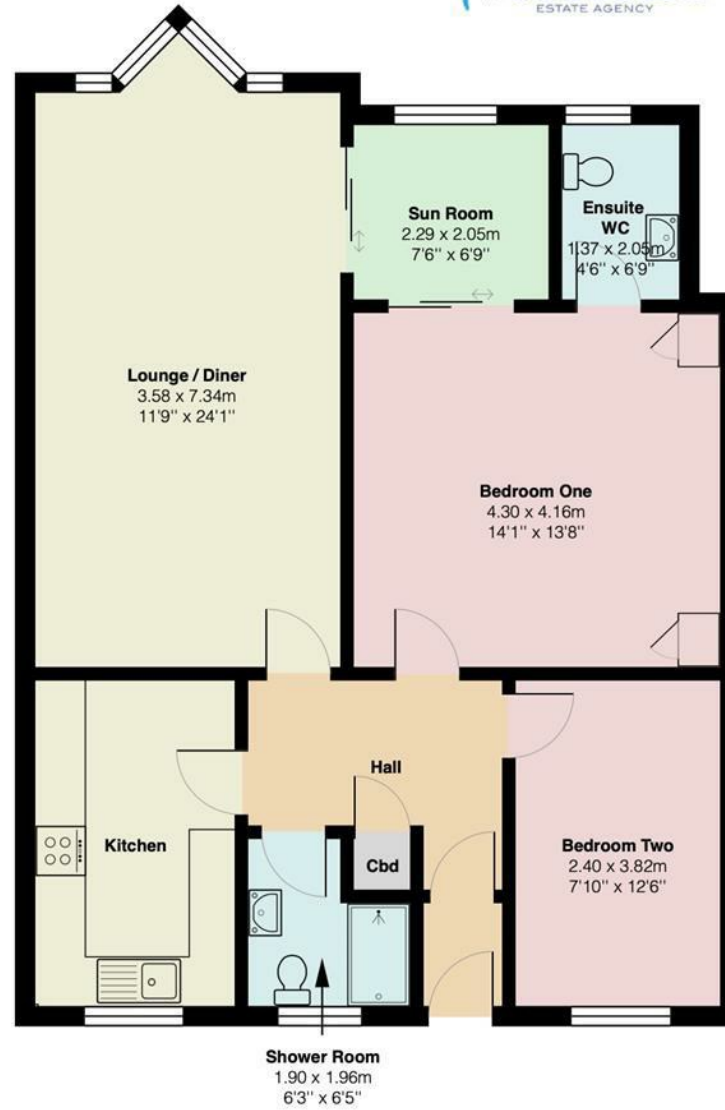 ESTATE AGENCY
Sun Room
2.29 x 2.05m
7'6" x 6'9"
Ensuite
WC
1.37 x 2.05m
4'6" x 6'9"
Lounge / Diner
3.58 x 7.34m
11'9" x 24'1"
Bedroom One
4.30 x 4.16m
14'1" x 13'8"
Hall
Kitchen
Cbd
Bedroom Two
2.40 x 3.82m
7'10" x 12'6"
Shower Room
1.90 x 1.96m
6'3" x 6'5"